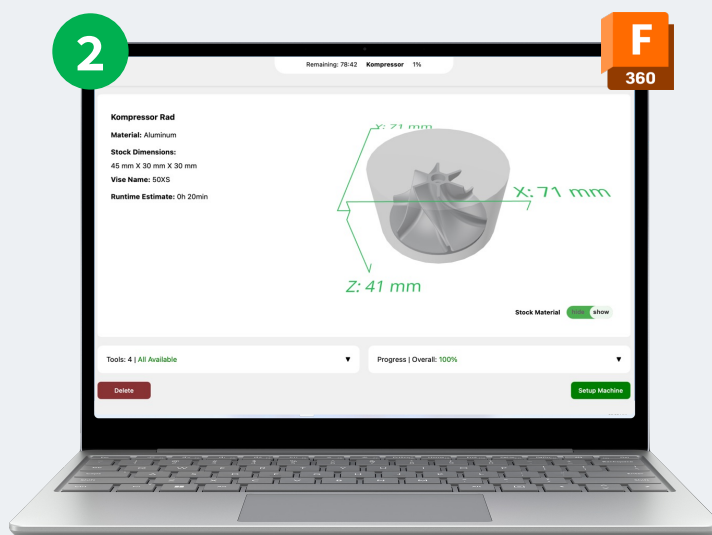 2
F
360
Remaining: 78:42 Kompressor 1%
Kompressor Rad
Material: Aluminum
Stock Dimensions:
45 mm X 30 mm X 30 mm
Vise Name: 50XS
Runtime Estimate: 0h 20min
Y: 71 mm
X: 71 mm
Z: 41 mm
Stock Material show
Tools: 4 | All Available ▼
Progress | Overall: 100% ▼
Delete
Setup Machine